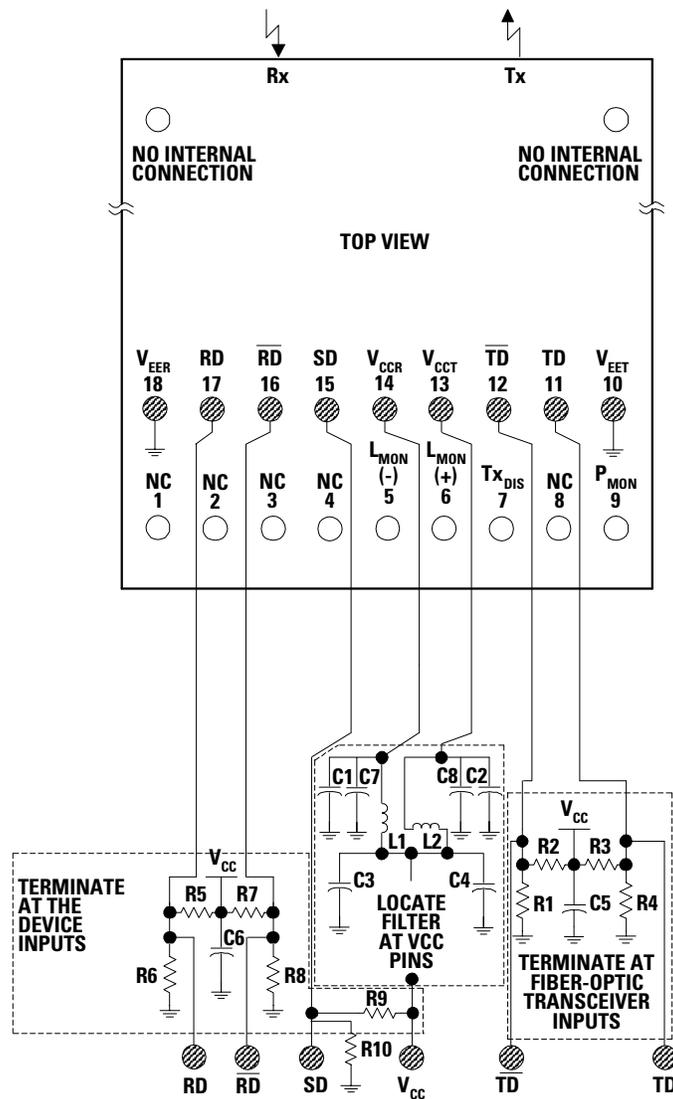 Rx
Tx
NO INTERNAL
CONNECTION
NO INTERNAL
CONNECTION
TOP VIEW
VEER
18
RD
17
R̅D̅
16
SD
15
VCCR
14
VCCT
13
T̅D̅
12
TD
11
VEET
10
NC
1
NC
2
NC
3
NC
4
LMON
(-)
5
LMON
(+)
6
TxDIS
7
NC
8
PMON
9
C1 C7
C8 C2
L1 L2
C3
C4
LOCATE
FILTER
AT VCC
PINS
VCC
R2 R3
R1
C5
R4
TERMINATE AT
FIBER-OPTIC
TRANSCEIVER
INPUTS
TERMINATE
AT THE
DEVICE
INPUTS
VCC
R5 R7
C6
R6
R8
R9
R10
RD
R̅D̅
SD
VCC
T̅D̅
TD